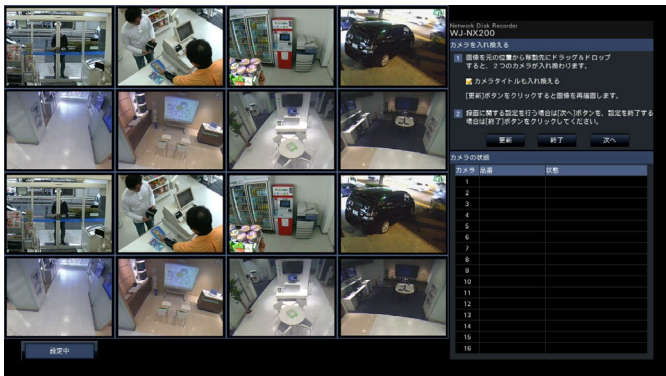 Network Disk Recorder
WJ-NX200
カメラを入れ換える
1 画像を元の位置から移動先にドラッグ&ドロップ
すると、2つのカメラが入れ換わります。
カメラタイトルも入れ換える
[更新]ボタンをクリックすると画像を再描画します。
2 録画に関する設定を行う場合は[次へ]ボタンを、設定を終了する
場合は[終了]ボタンをクリックしてください。
更新 終了 次へ
カメラの状態
カメラ 品番 状態
1
2
3
4
5
6
7
8
9
10
11
12
13
14
15
16
設定中